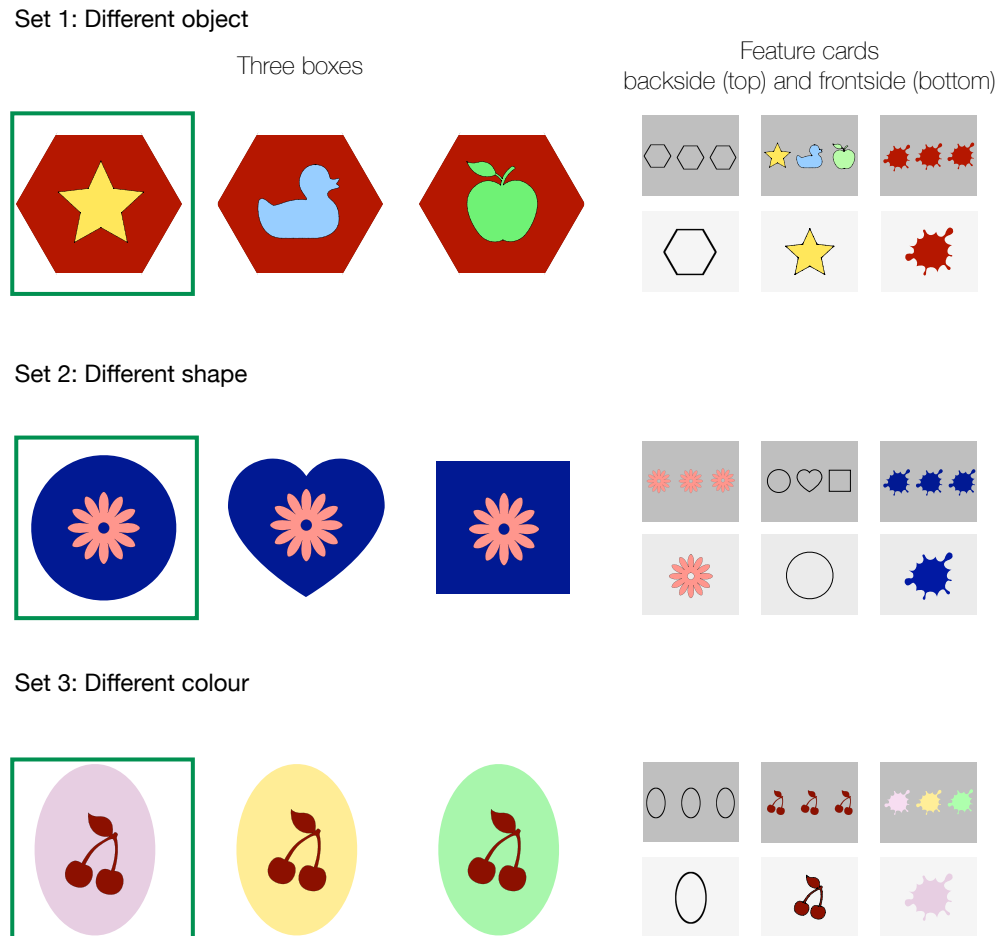 Set 1: Different object
Three boxes
Feature cards
backside (top) and frontside (bottom)
Set 2: Different shape
Set 3: Different colour